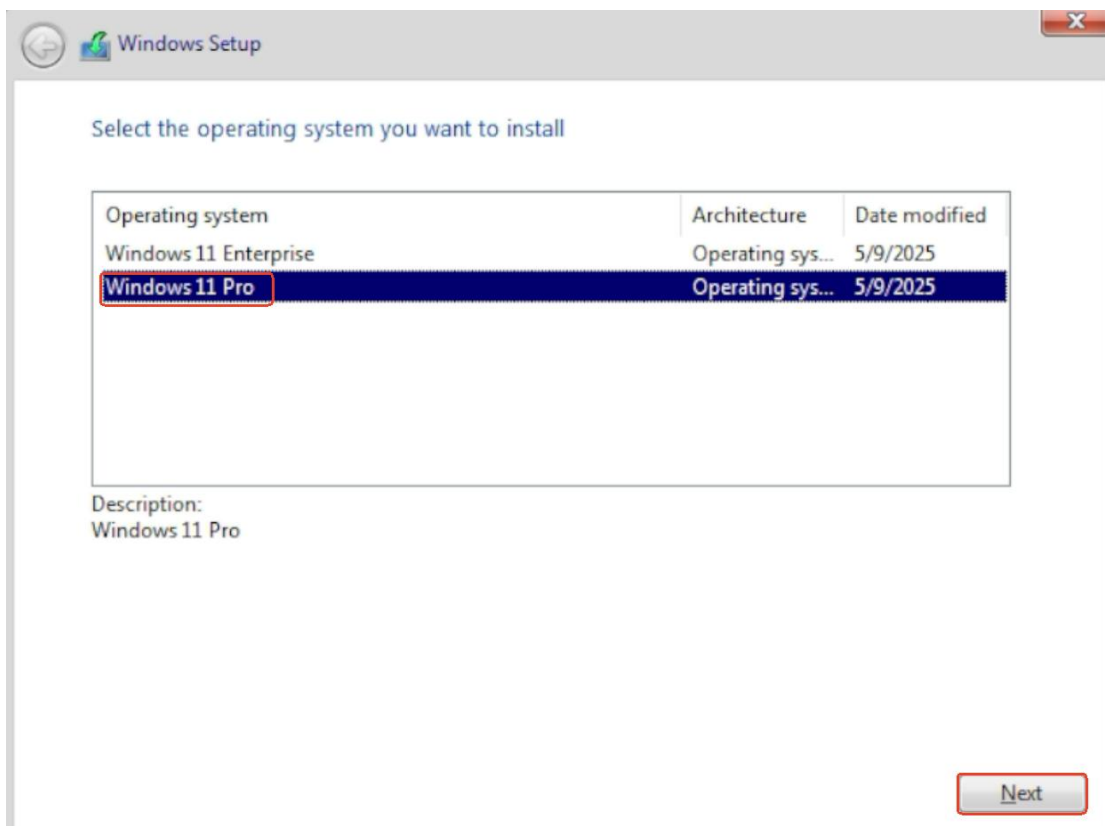 Windows Setup
Select the operating system you want to install
Operating system Architecture Date modified
Windows 11 Enterprise Operating sys... 5/9/2025
Windows 11 Pro Operating sys... 5/9/2025
Description:
Windows 11 Pro
Next